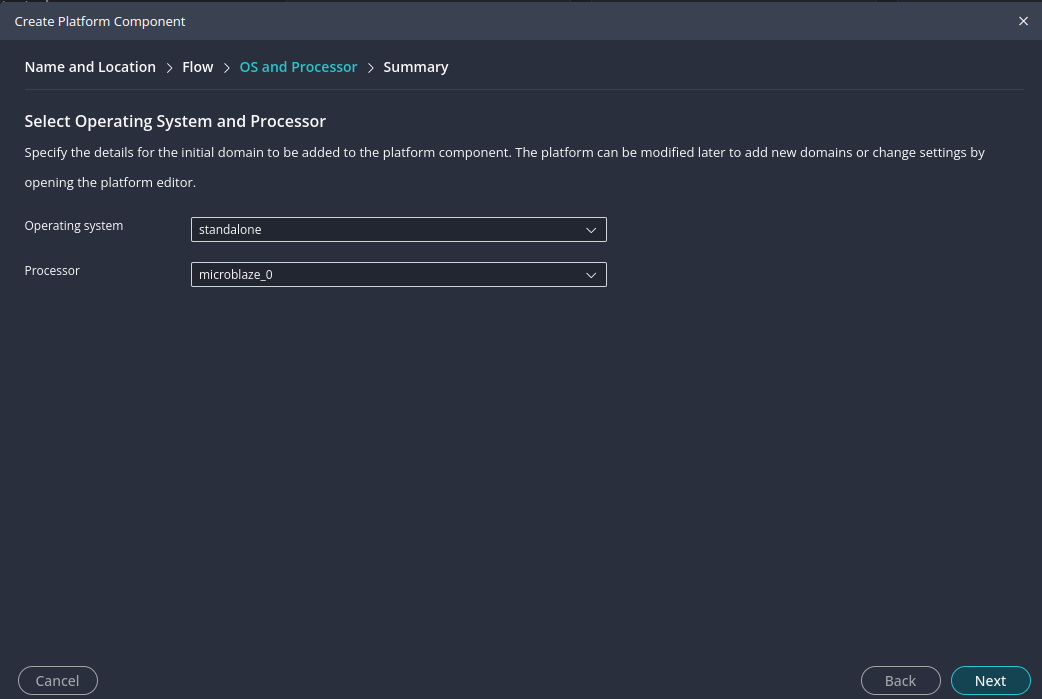 Create Platform Component
Name and Location > Flow > OS and Processor > Summary
Select Operating System and Processor
Specify the details for the initial domain to be added to the platform component. The platform can be modified later to add new domains or change settings by
opening the platform editor.
Operating system standalone
Processor microblaze_0
Cancel Back Next